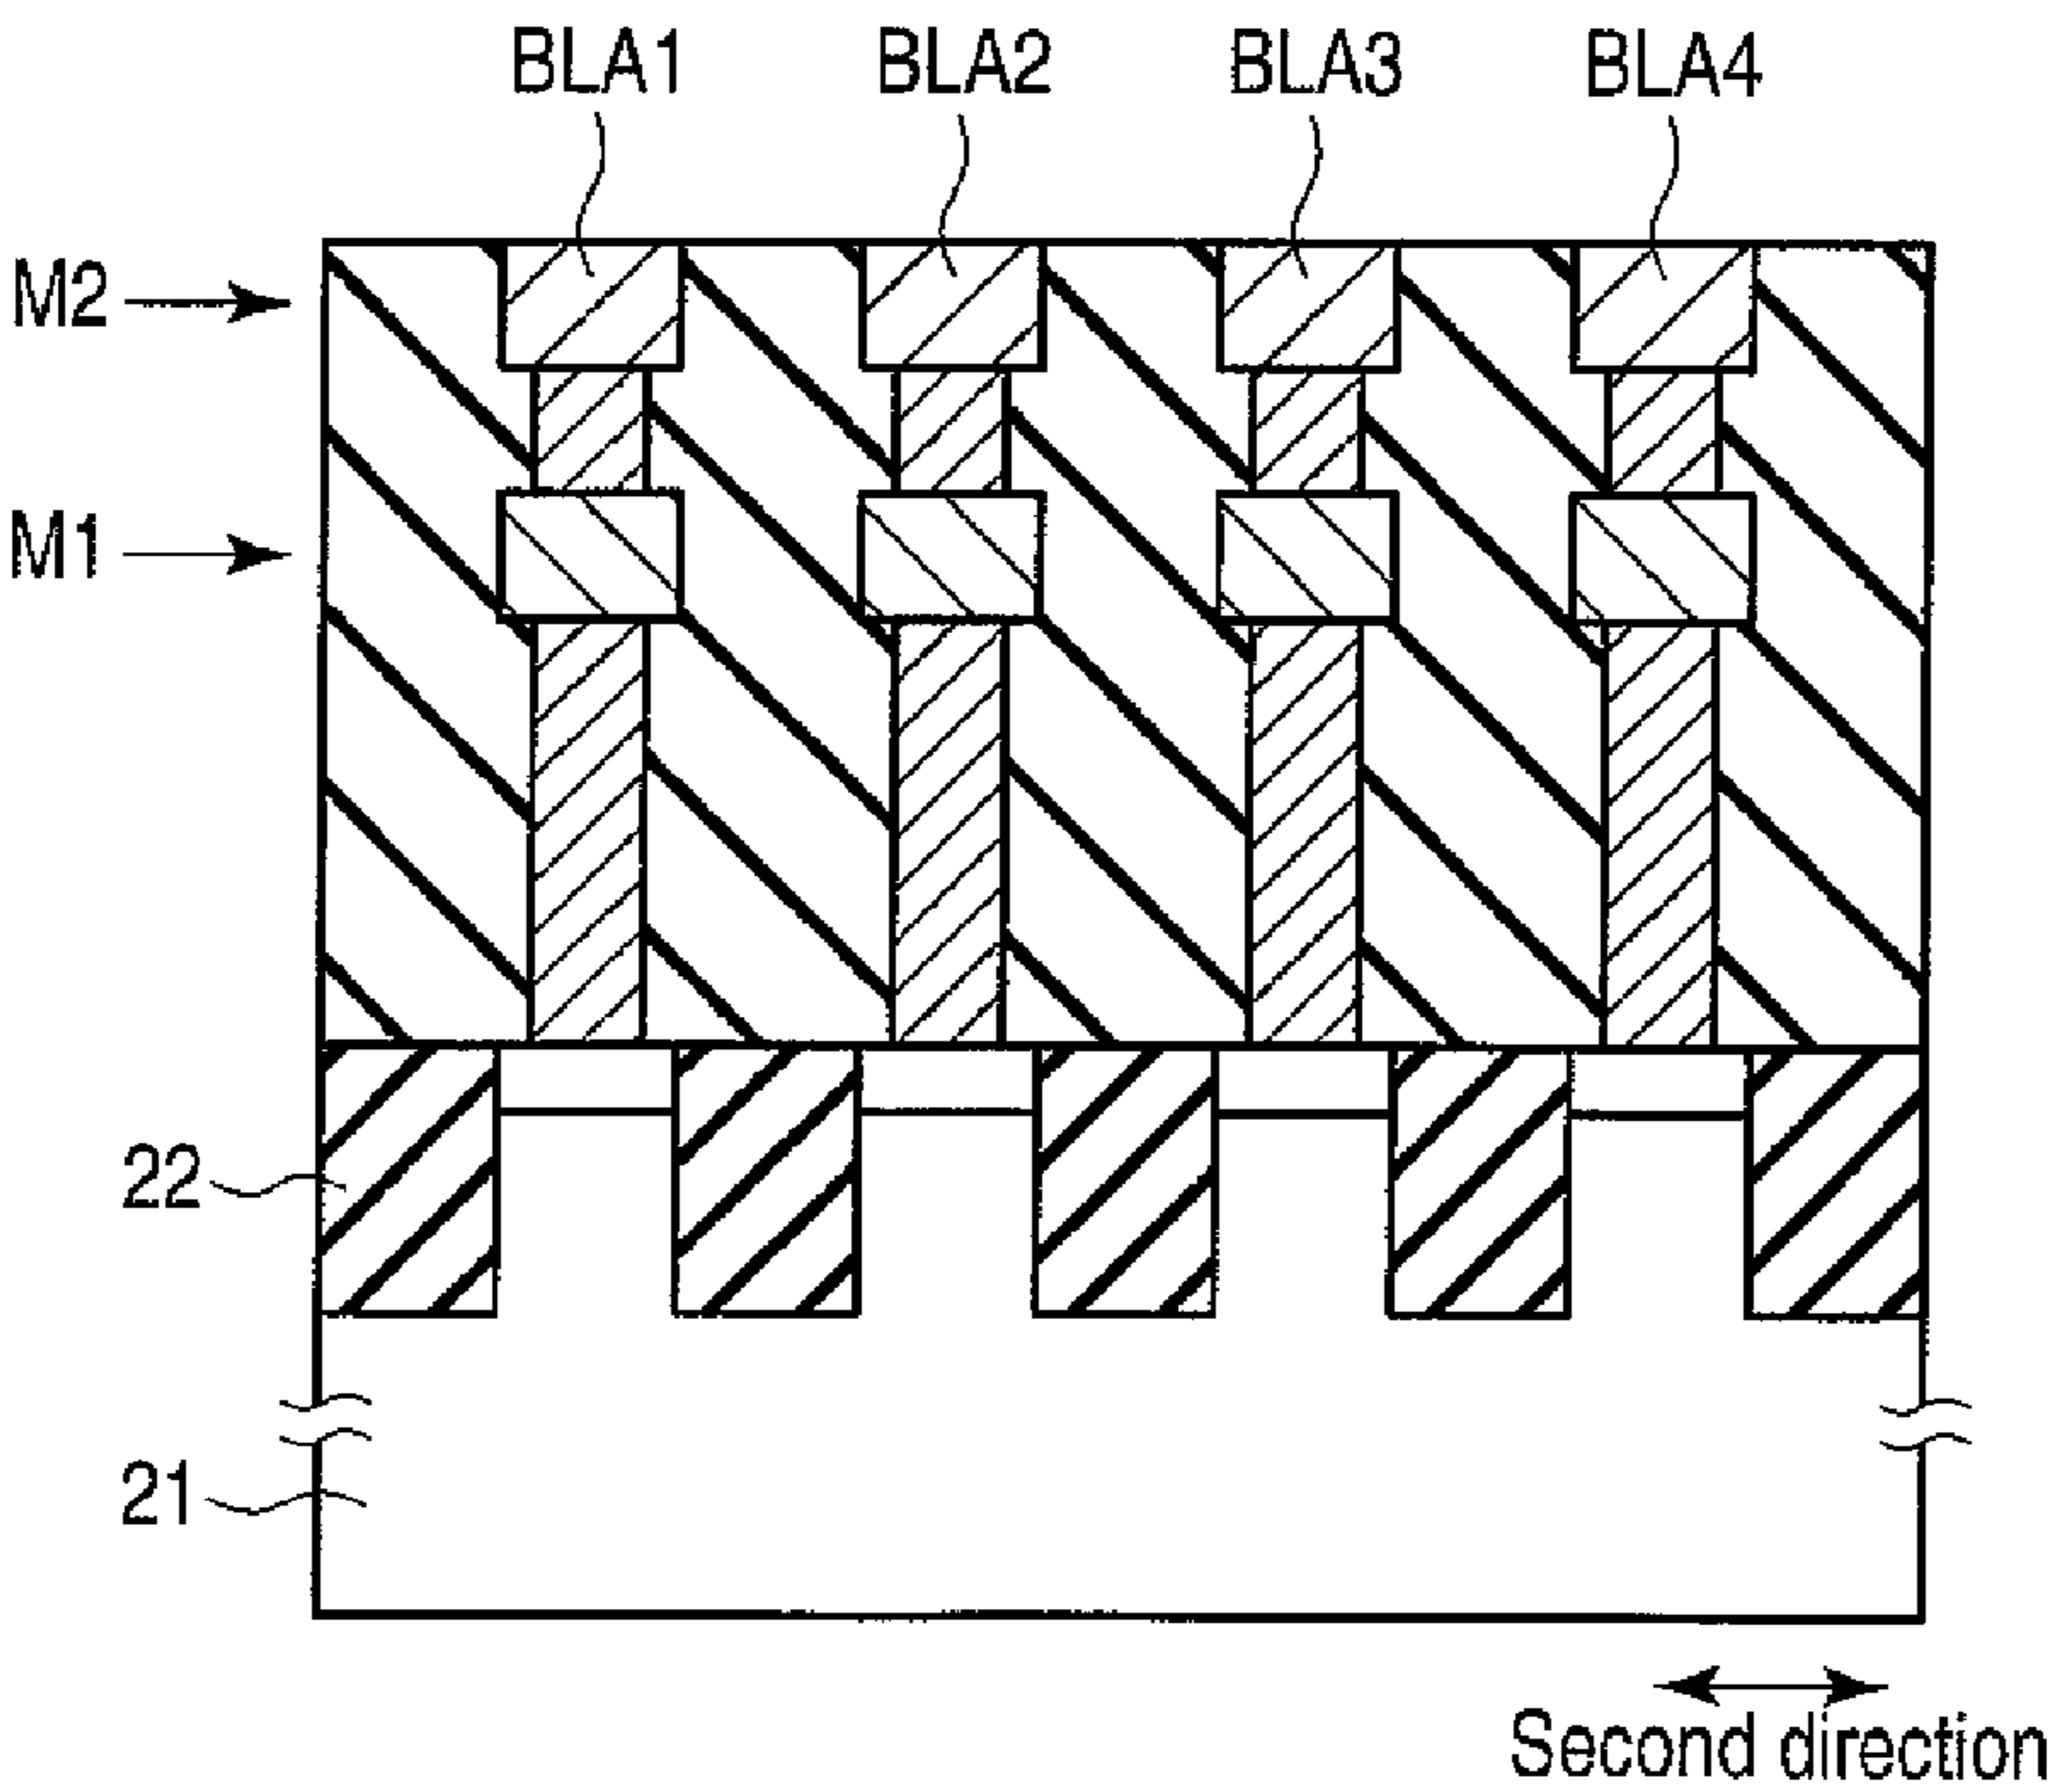 BLA1 BLA2 BLA3 BLA4
M2
M1
22
21
Second direction